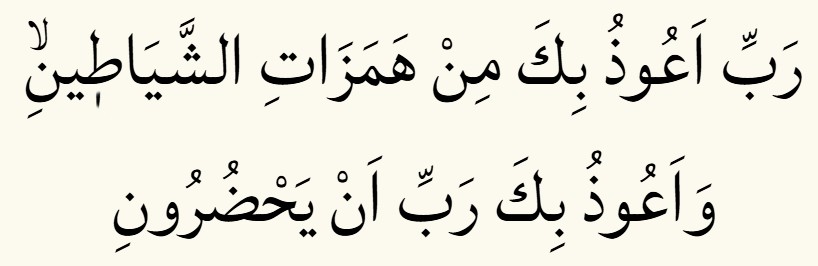 رَبِّ اَعُوذُ بِكَ مِنْ هَمَزَاتِ الشَّيَاطٖينِۙ
وَاَعُوذُ بِكَ رَبِّ اَنْ يَحْضُرُونِ